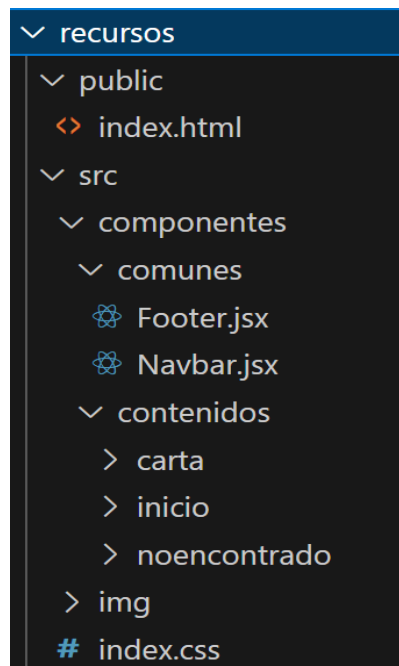 recursos
public
index.html
src
componentes
comunes
Footer.jsx
Navbar.jsx
contenidos
carta
inicio
noencontrado
img
index.css